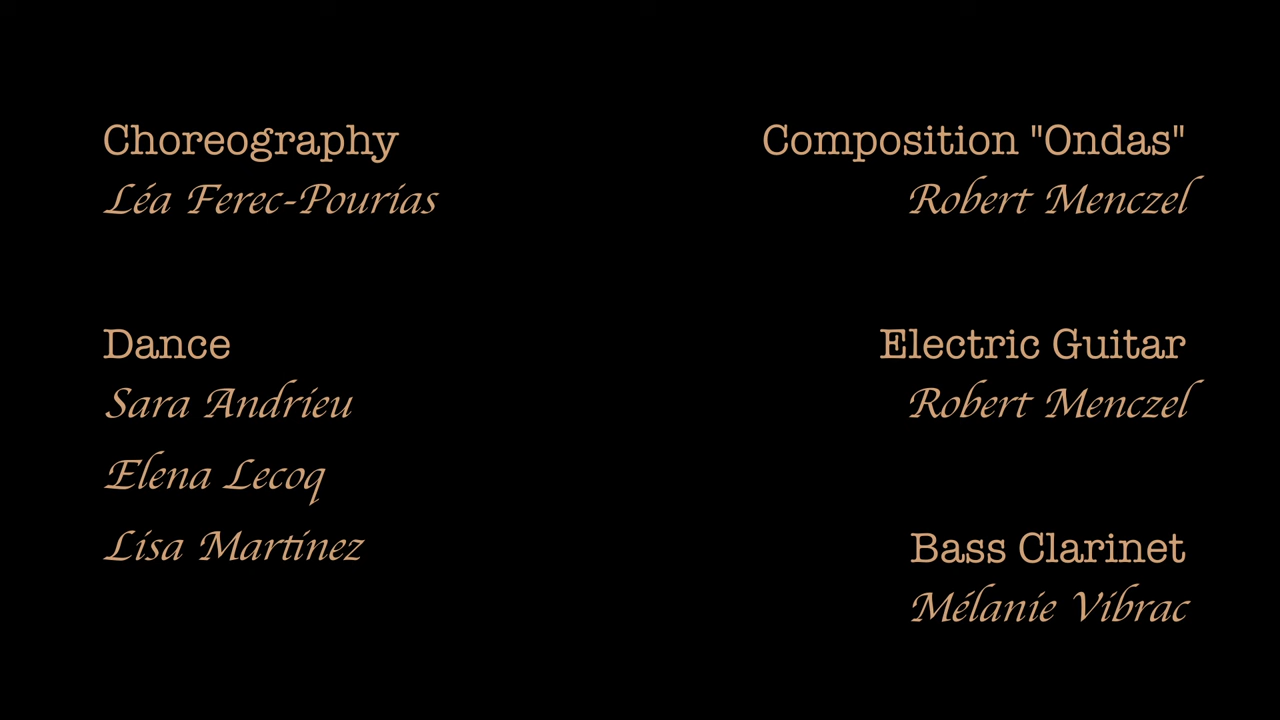 Choreography
Léa Ferec-Pourias
Dance
Sara Andrieu
Elena Lecoq
Lisa Martinez
Composition "Ondas"
Robert Menczel
Electric Guitar
Robert Menczel
Bass Clarinet
Mélanie Vibrac